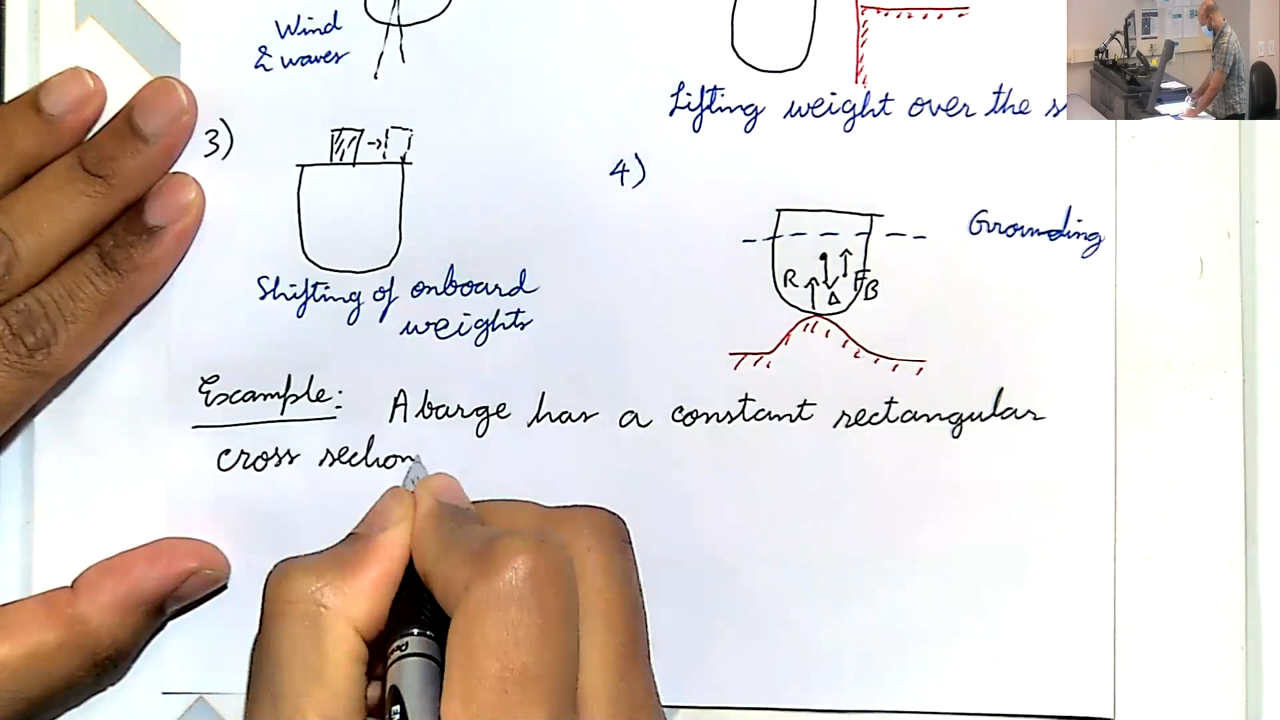 Wind
& waves
Lifting weight over the s
3)
4)
Grounding
R Δ FB
Shifting of onboard
weights
Example: A barge has a constant rectangular
cross section